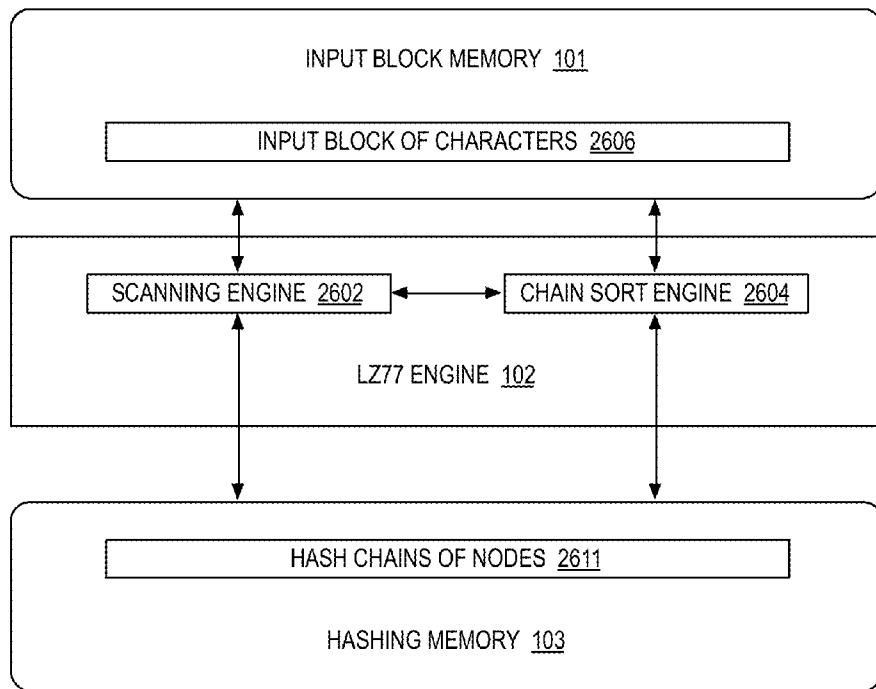 INPUT BLOCK MEMORY 101
INPUT BLOCK OF CHARACTERS 2606
SCANNING ENGINE 2602
CHAIN SORT ENGINE 2604
LZ77 ENGINE 102
HASH CHAINS OF NODES 2611
HASHING MEMORY 103